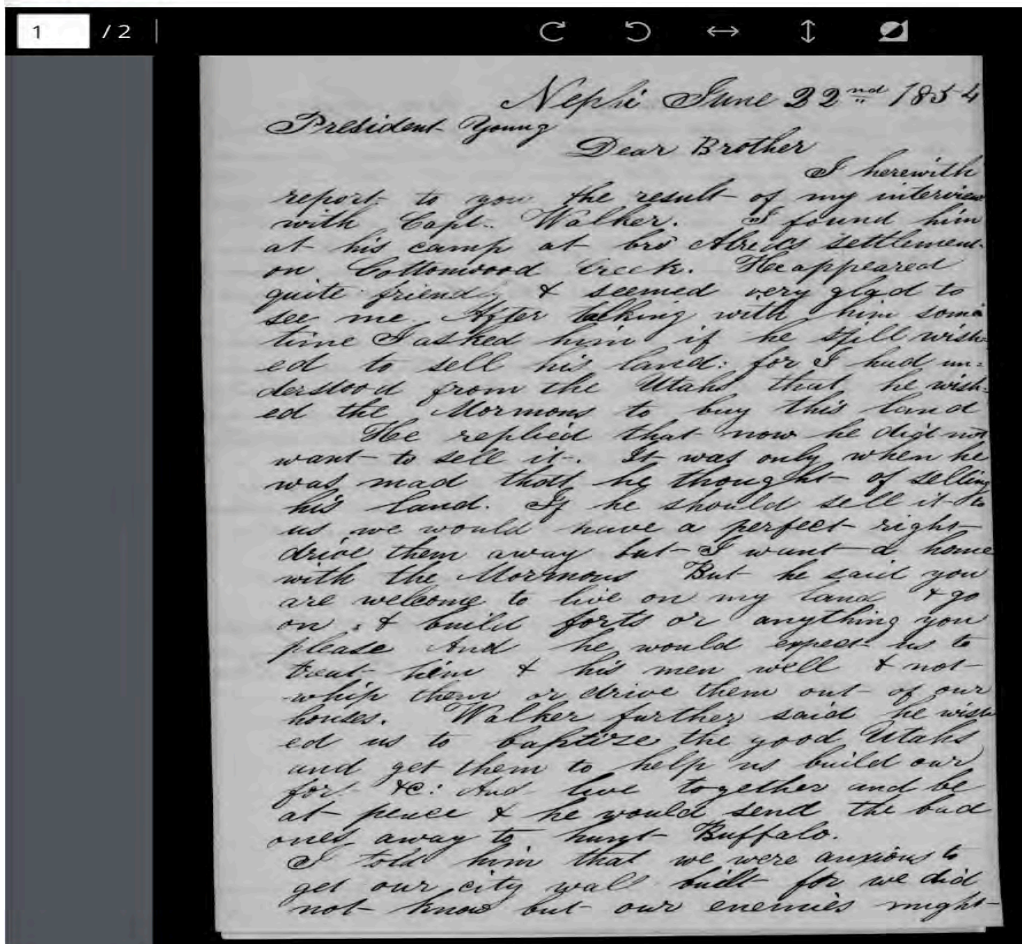 1 / 2
Nephi June 22nd 1854
President Young
Dear Brother
I herewith
report to you the result of my interview
with Capt. Walker. I found him
at his camp at bro settlement
on Cottonwood Creek. He appeared
quite friendly & seemed very glad to
see me. After talking with him some
time I asked him if he still wish
ed to sell his land: for I had un-
derstood from the Utahs that he wish-
ed the Mormons to buy this land
He replied that now he did not
want to sell it. It was only when he
was mad that he thought of selling
his land. If he should sell it to
us we would have a perfect right
drive them away but I want a home
with the Mormons But he said you
are welcome to live on my land & go
on & build forts or anything you
please And he would expect us to
treat him & his men well & not
whip them or drive them out of our
houses. Walker further said he wish
ed us to baptize the good Utahs
and get them to help us build our
fort &c: And live together and be
at peace & he would send the bad
ones away to hunt Buffalo.
I told him that we were anxious to
get our city wall built for we did
not know but our enemies might